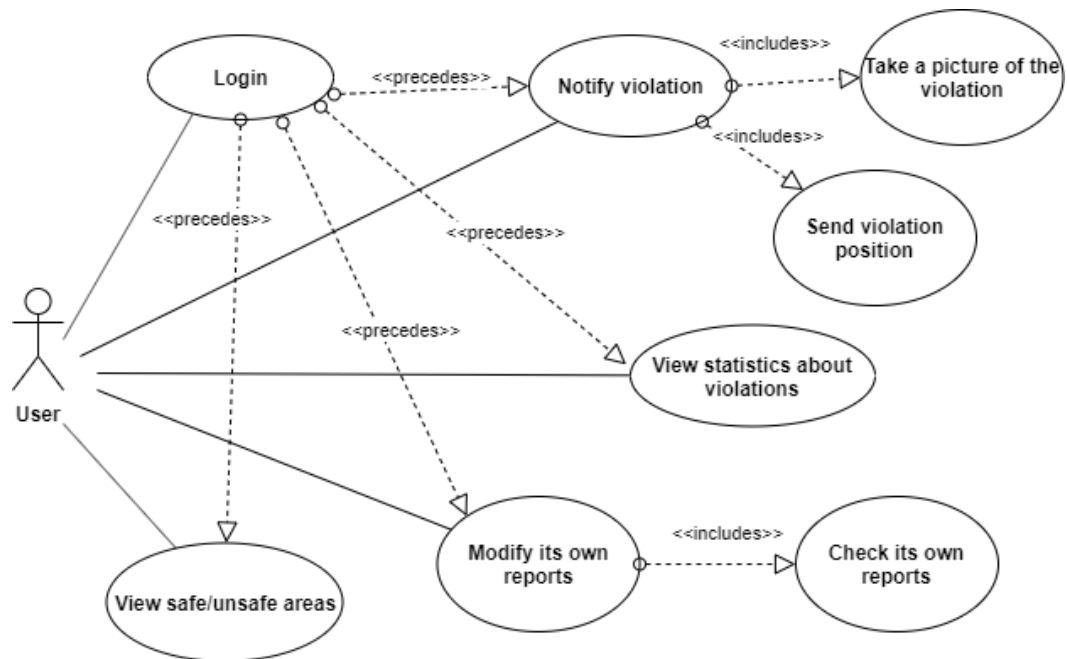 <<includes>>
Login
<<precedes>>
Notify violation
Take a picture of the
violation
<<includes>>
<<precedes>>
<<precedes>>
Send violation
position
<<precedes>>
View statistics about
violations
User
<<includes>>
Modify its own
reports
Check its own
reports
View safe/unsafe areas